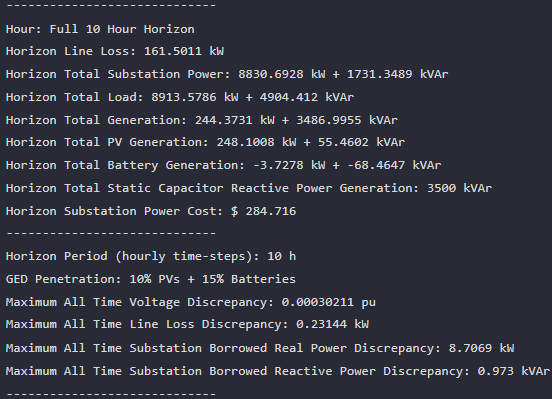 -----------------------------
Hour: Full 10 Hour Horizon
Horizon Line Loss: 161.5011 kW
Horizon Total Substation Power: 8830.6928 kW + 1731.3489 kVAr
Horizon Total Load: 8913.5786 kW + 4904.412 kVAr
Horizon Total Generation: 244.3731 kW + 3486.9955 kVAr
Horizon Total PV Generation: 248.1008 kW + 55.4602 kVAr
Horizon Total Battery Generation: -3.7278 kW + -68.4647 kVAr
Horizon Total Static Capacitor Reactive Power Generation: 3500 kVAr
Horizon Substation Power Cost: $ 284.716
-----------------------------
Horizon Period (hourly time-steps): 10 h
GED Penetration: 10% PVs + 15% Batteries
Maximum All Time Voltage Discrepancy: 0.00030211 pu
Maximum All Time Line Loss Discrepancy: 0.23144 kW
Maximum All Time Substation Borrowed Real Power Discrepancy: 8.7069 kW
Maximum All Time Substation Borrowed Reactive Power Discrepancy: 0.973 kVAr
-----------------------------